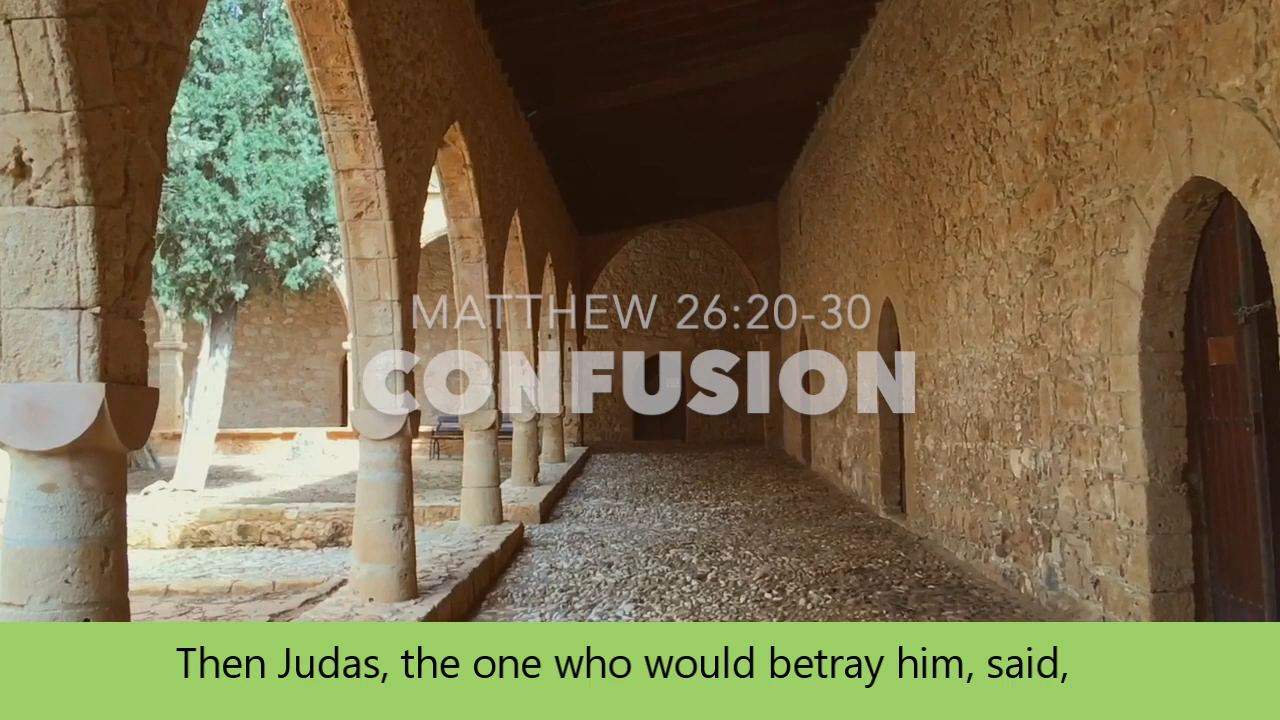 MATTHEW 26:20-30
CONFUSION
Then Judas, the one who would betray him, said,